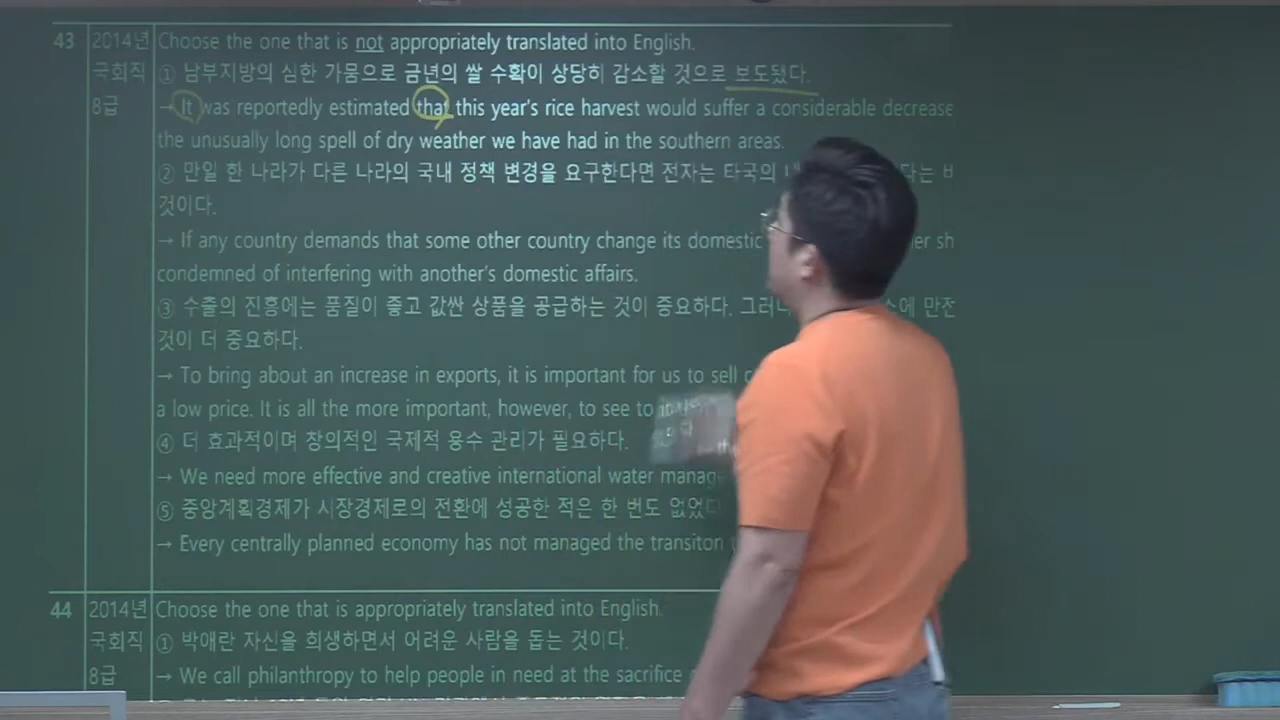 43 2014년 Choose the one that is not appropriately translated into English.
국회직 ① 남부지방의 심한 가뭄으로 금년의 쌀 수확이 상당히 감소할 것으로 보도됐다.
8급 → It was reportedly estimated that this year's rice harvest would suffer a considerable decrease
the unusually long spell of dry weather we have had in the southern areas.
② 만일 한 나라가 다른 나라의 국내 정책 변경을 요구한다면 전자는 타국의
것이다.
→ If any country demands that some other country change its domestic
condemned of interfering with another's domestic affairs.
③ 수출의 진흥에는 품질이 좋고 값싼 상품을 공급하는 것이 중요하다. 만전
것이 더 중요하다.
→ To bring about an increase in exports, it is important for us to sell
a low price. It is all the more important, however, to see to
④ 더 효과적이며 창의적인 국제적 용수 관리가 필요하다.
→ We need more effective and creative international water
⑤ 중앙계획경제가 시장경제로의 전환에 성공한 적은 한 번도
→ Every centrally planned economy has not managed the transiton
44 2014년 Choose the one that is appropriately translated into English.
국회직 ① 박애란 자신을 희생하면서 어려운 사람을 돕는 것이다.
8급 → We call philanthropy to help people in need at the sacrifice